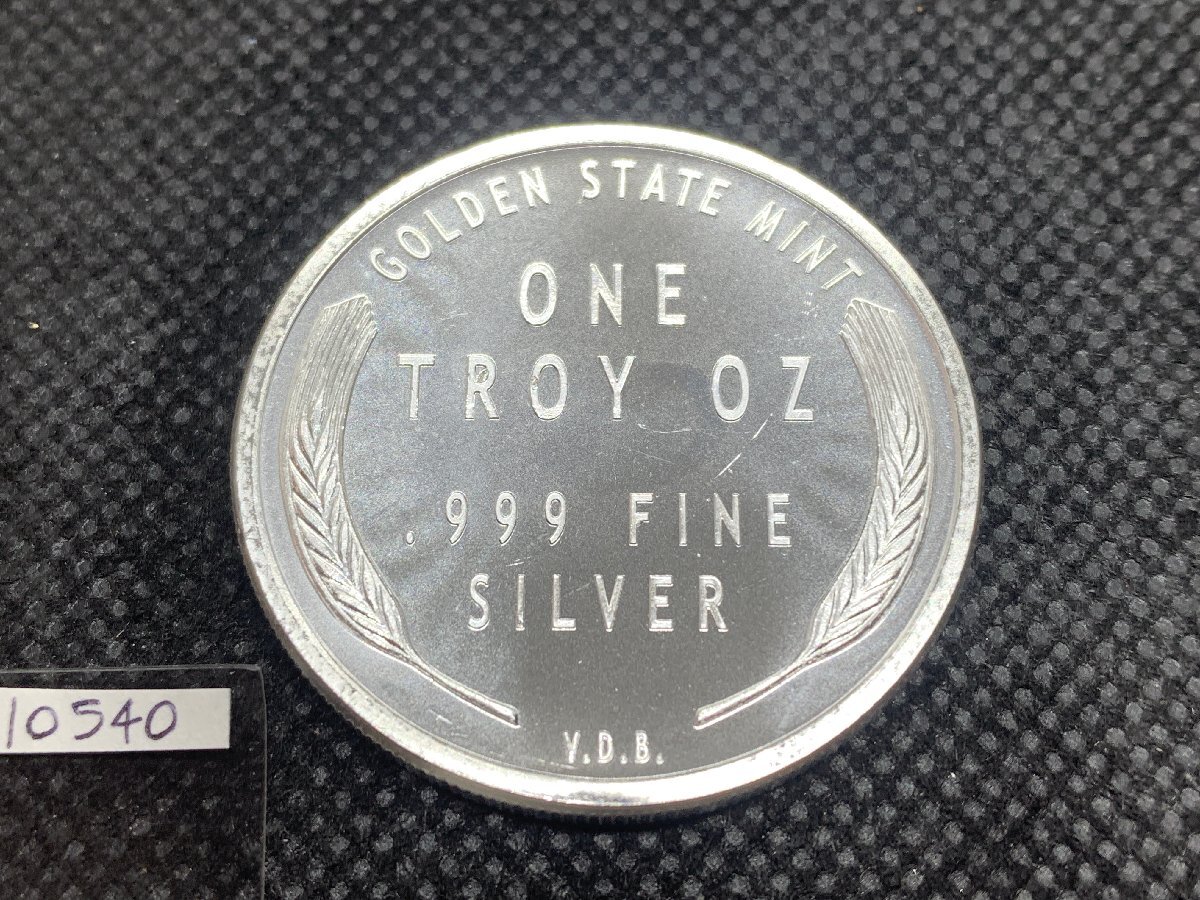 GOLDEN STATE MINT
ONE
TROY OZ
.999 FINE
SILVER
V.D.B.
10540